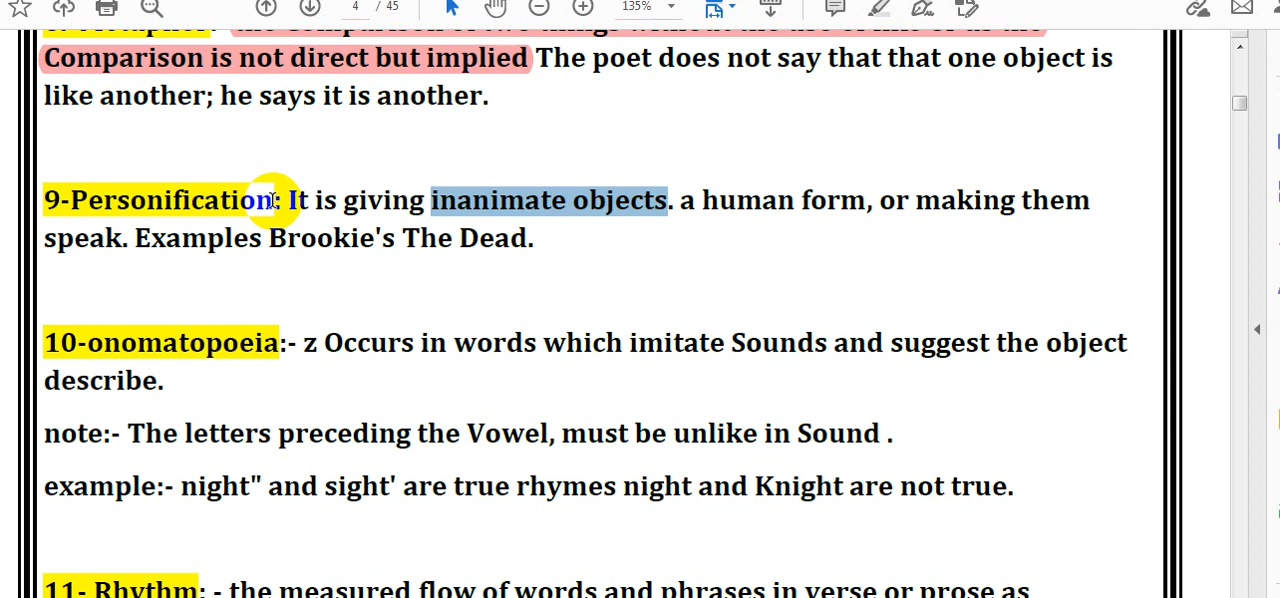 4 / 45
135%
Comparison is not direct but implied The poet does not say that that one object is
like another; he says it is another.
9-Personification: It is giving inanimate objects. a human form, or making them
speak. Examples Brookie's The Dead.
10-onomatopoeia:- z Occurs in words which imitate Sounds and suggest the object
describe.
note:- The letters preceding the Vowel, must be unlike in Sound .
example:- night" and sight' are true rhymes night and Knight are not true.
11- Rhythm: - the measured flow of words and phrases in verse or prose as